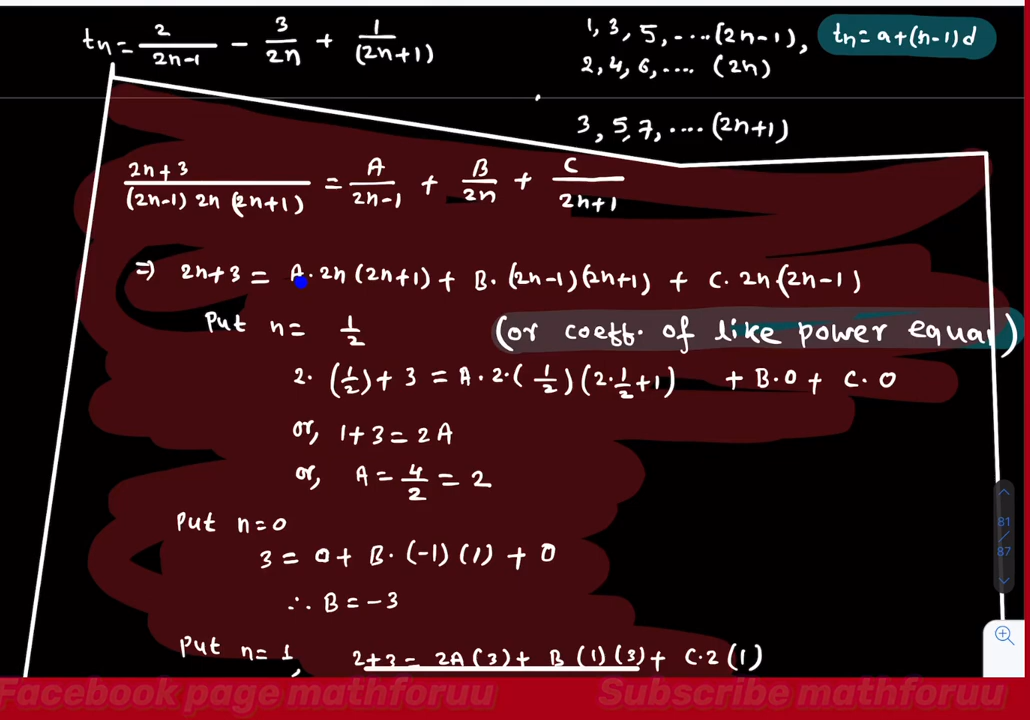 tn = 2/(2n-1) - 3/2n + 1/(2n+1)
1, 3, 5, .... (2n-1), tn = a+(n-1)d
2, 4, 6, .... (2n)
3, 5, 7, .... (2n+1)
2n+3/((2n-1) 2n (2n+1)) = A/(2n-1) + B/2n + C/(2n+1)
⇒ 2n+3 = A. 2n (2n+1) + B. (2n-1)(2n+1) + C. 2n (2n-1)
Put n = 1/2 (or coeff. of like power equal)
2. (1/2) + 3 = A. 2. (1/2) (2. 1/2 + 1) + B. 0 + C. 0
or, 1+3 = 2A
or, A = 4/2 = 2
Put n=0
3 = 0 + B. (-1) (1) + 0
∴ B = -3
Put n = 1, 2+3 = 2A (3) + B (1) (3) + C. 2 (1)
81
/
87
Facebook page mathforuu Subscribe mathforuu